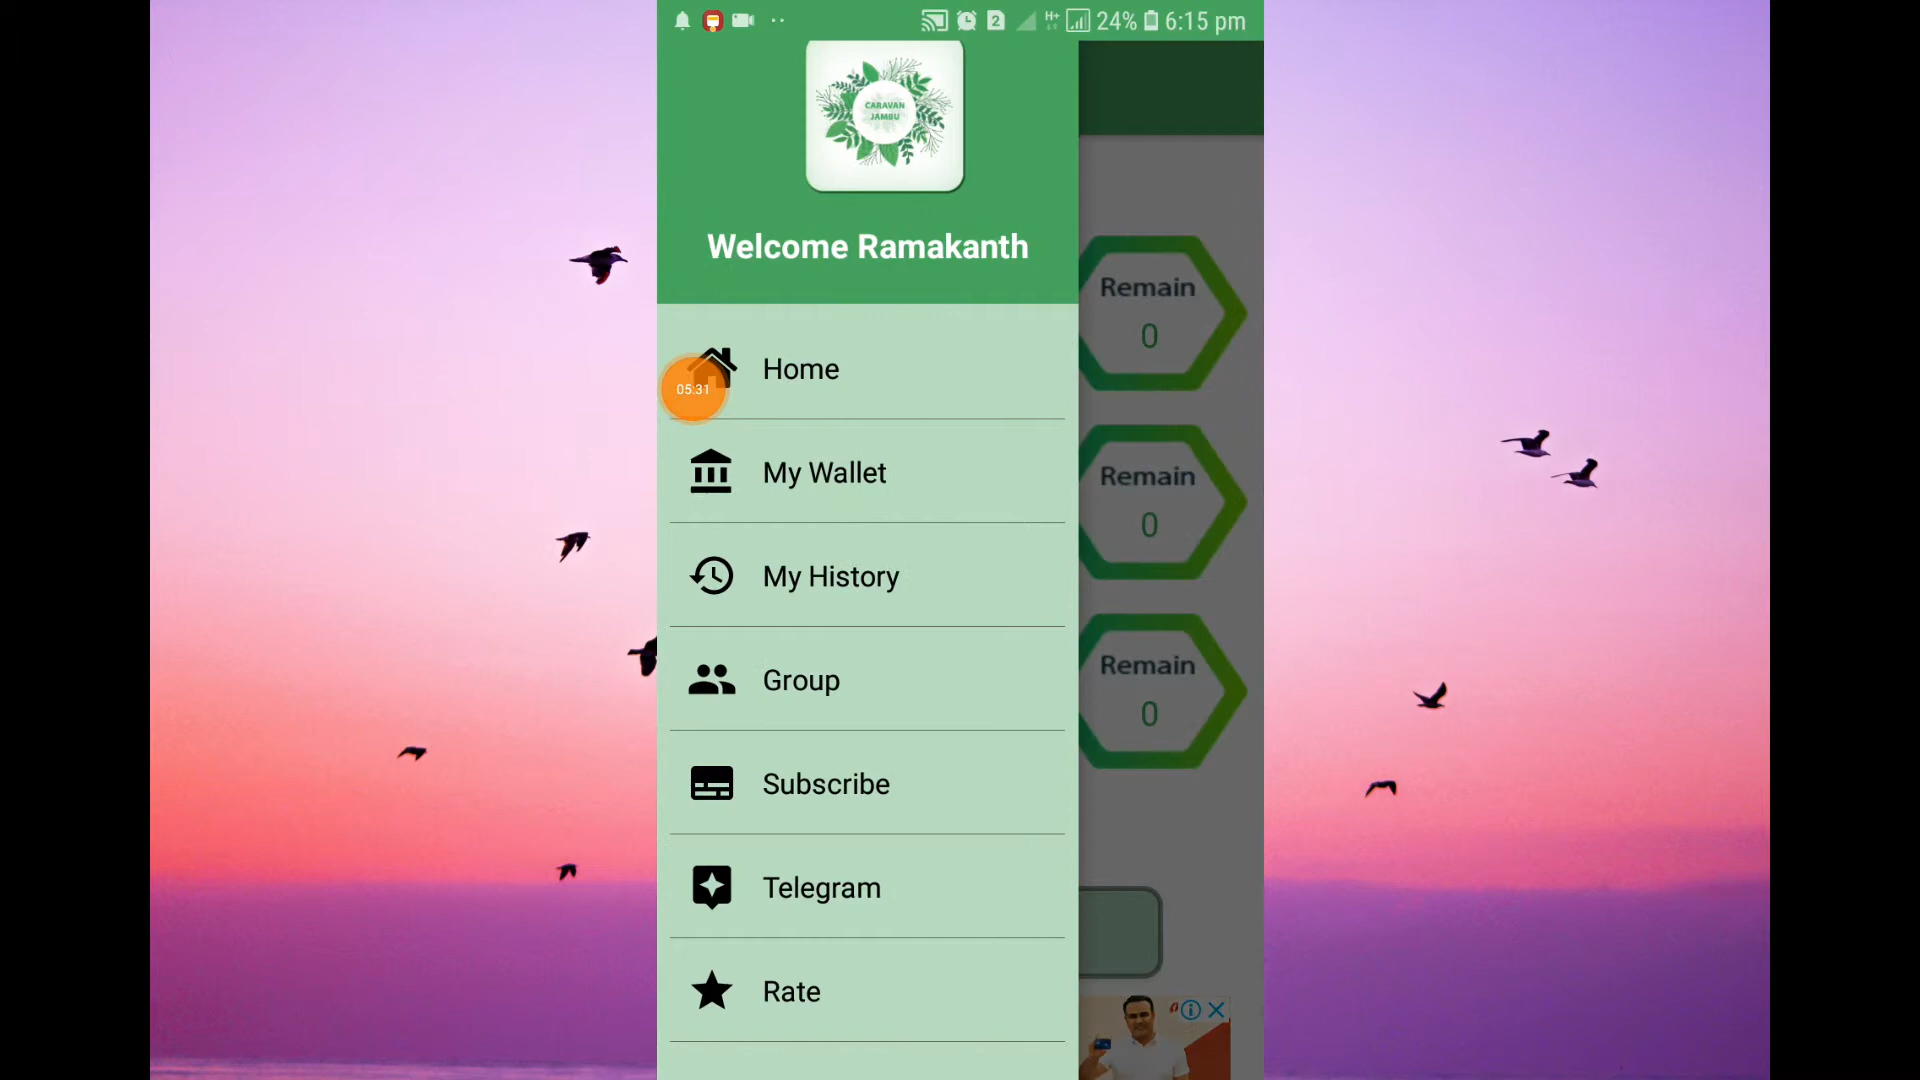 2 H+ 24% 6:15 pm
CARAVAN
JAMBU
Welcome Ramakanth
Home
05:31
My Wallet
My History
Group
Subscribe
Telegram
Rate
Remain
0
Remain
0
Remain
0